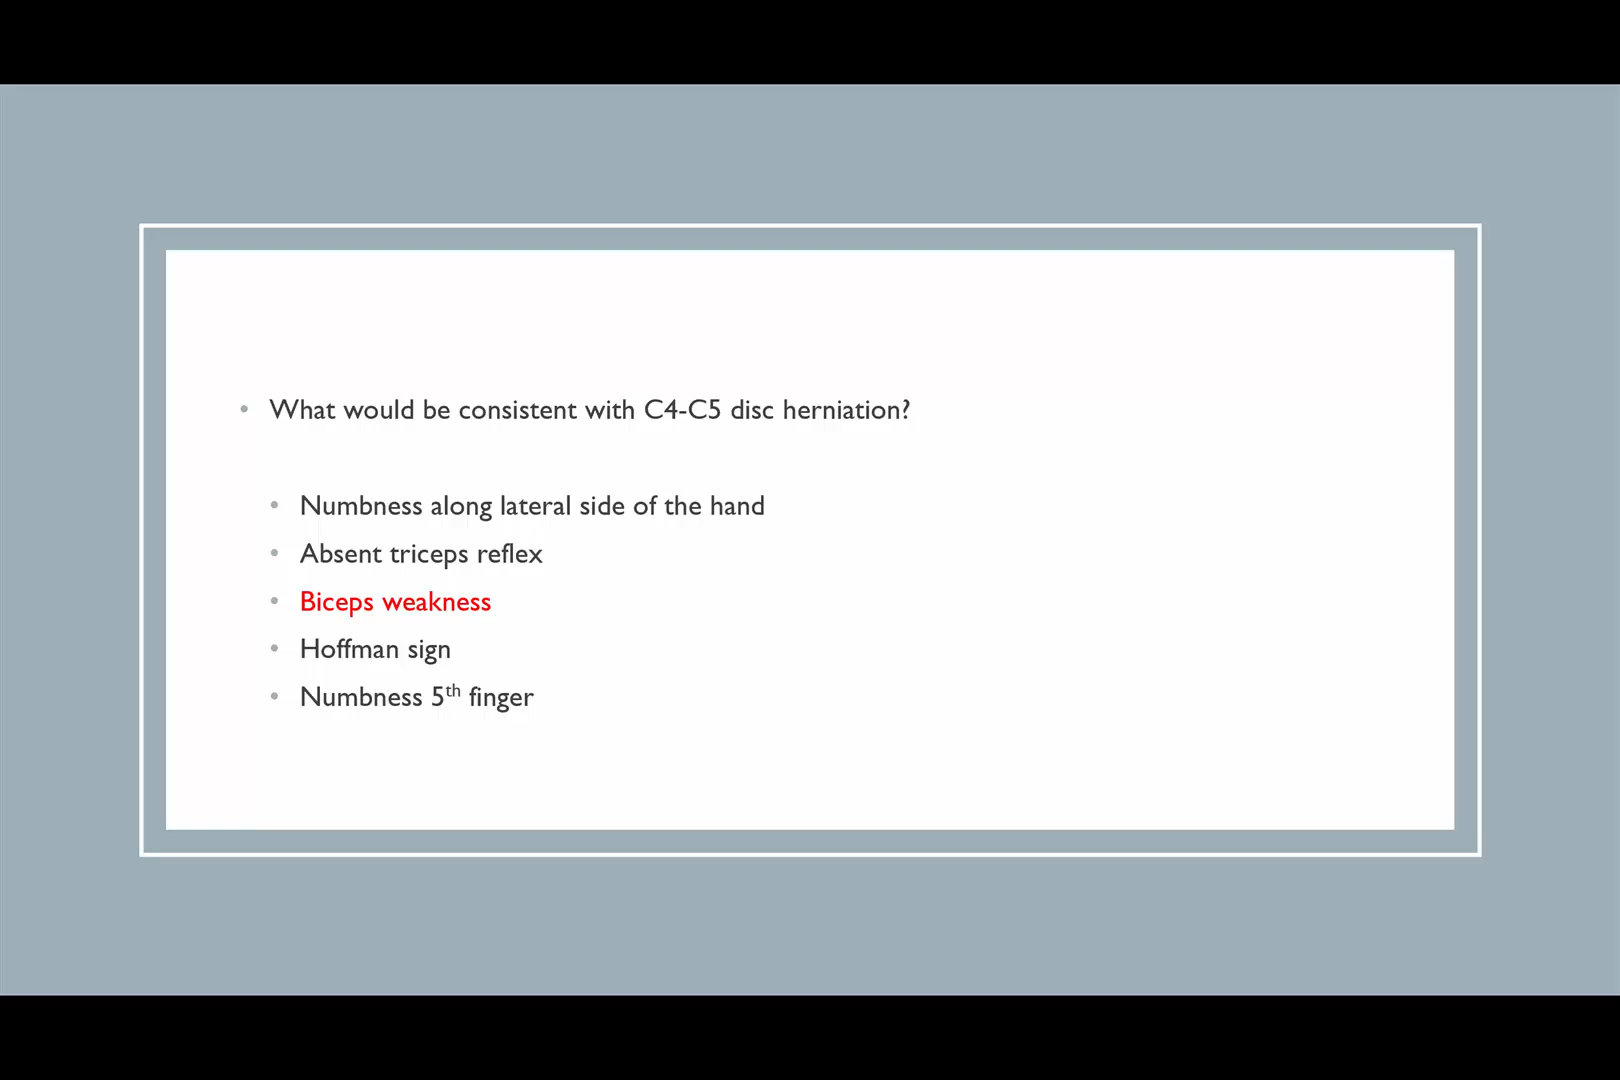 • What would be consistent with C4-C5 disc herniation?
• Numbness along lateral side of the hand
• Absent triceps reflex
• Biceps weakness
• Hoffman sign
• Numbness 5th finger